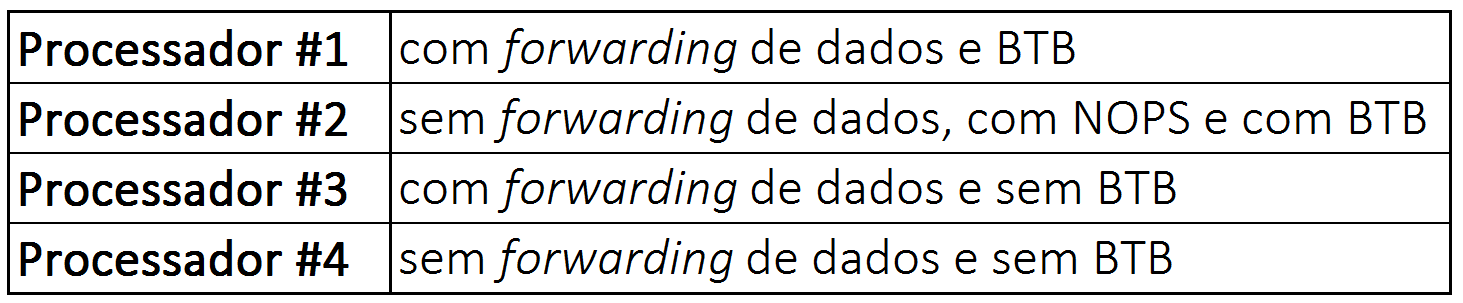 Processador #1 com forwarding de dados e BTB
Processador #2 sem forwarding de dados, com NOPS e com BTB
Processador #3 com forwarding de dados e sem BTB
Processador #4 sem forwarding de dados e sem BTB